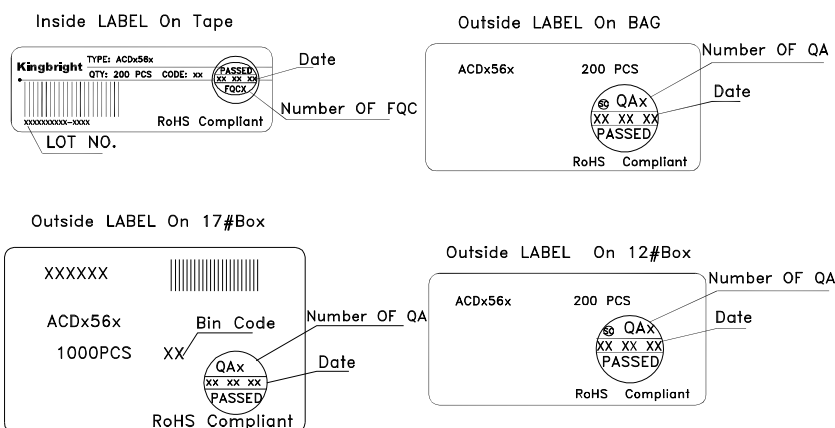 Inside LABEL On Tape
Kingbright
TYPE: ACDx56x
QTY: 200 PCS CODE: xx
PASSED
xx xx xx
FQCX
xxxxxxxxxx-xxxx
RoHS Compliant
Date
Number OF FQC
LOT NO.
Outside LABEL On BAG
ACDx56x 200 PCS
SC QAx
XX XX XX
PASSED
RoHS Compliant
Number OF QA
Date
Outside LABEL On 17#Box
XXXXXX
ACDx56x
1000PCS XX
Bin Code
QAx
xx xx xx
PASSED
RoHS Compliant
Number OF QA
Date
Outside LABEL On 12#Box
ACDx56x 200 PCS
SC QAx
XX XX XX
PASSED
RoHS Compliant
Number OF QA
Date